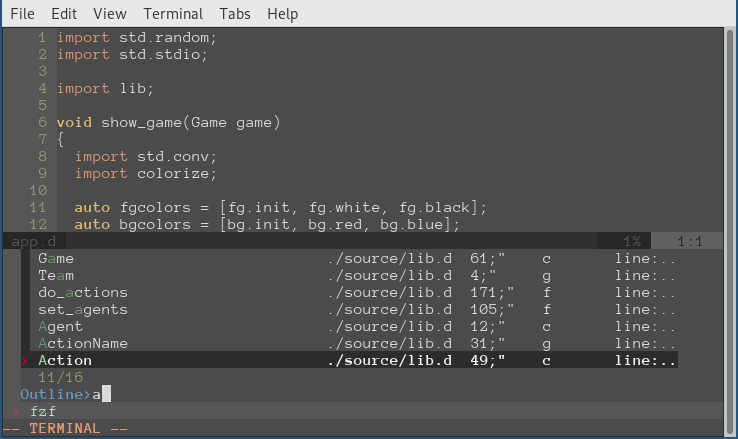 File Edit View Terminal Tabs Help
1 import std.random;
2 import std.stdio;
3
4 import lib;
5
6 void show_game(Game game)
7 {
8   import std.conv;
9   import colorize;
10
11   auto fgcolors = [fg.init, fg.white, fg.black];
12   auto bgcolors = [bg.init, bg.red, bg.blue];
app.d 1% 1:1
Game ./source/lib.d 61;" c line:..
Team ./source/lib.d 4;" g line:..
do_actions ./source/lib.d 171;" f line:..
set_agents ./source/lib.d 105;" f line:..
Agent ./source/lib.d 12;" c line:..
ActionName ./source/lib.d 31;" g line:..
> Action ./source/lib.d 49;" c line:..
11/16
Outline>a
> fzf
-- TERMINAL --